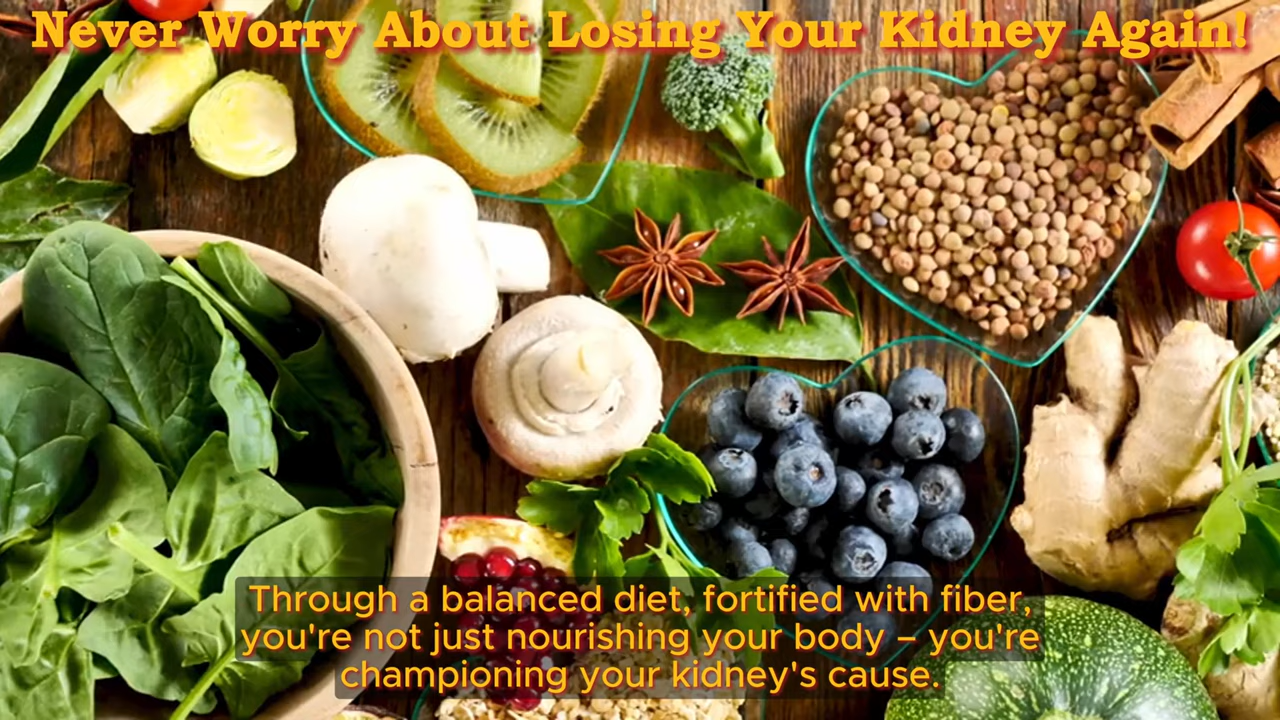 Never Worry About Losing Your Kidney Again!
Through a balanced diet, fortified with fiber,
you're not just nourishing your body – you're
championing your kidney's cause.